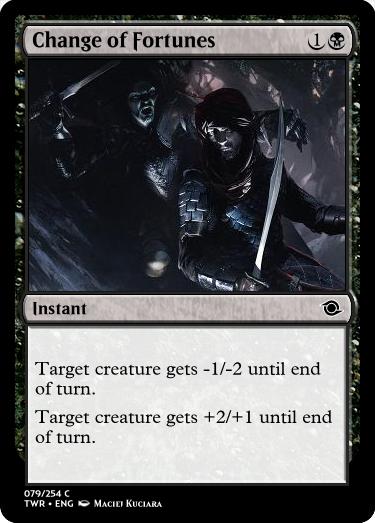 Change of Fortunes 1
Instant
Target creature gets -1/-2 until end
of turn.
Target creature gets +2/+1 until end
of turn.
079/254 C
TWR • ENG Maciej Kuciara